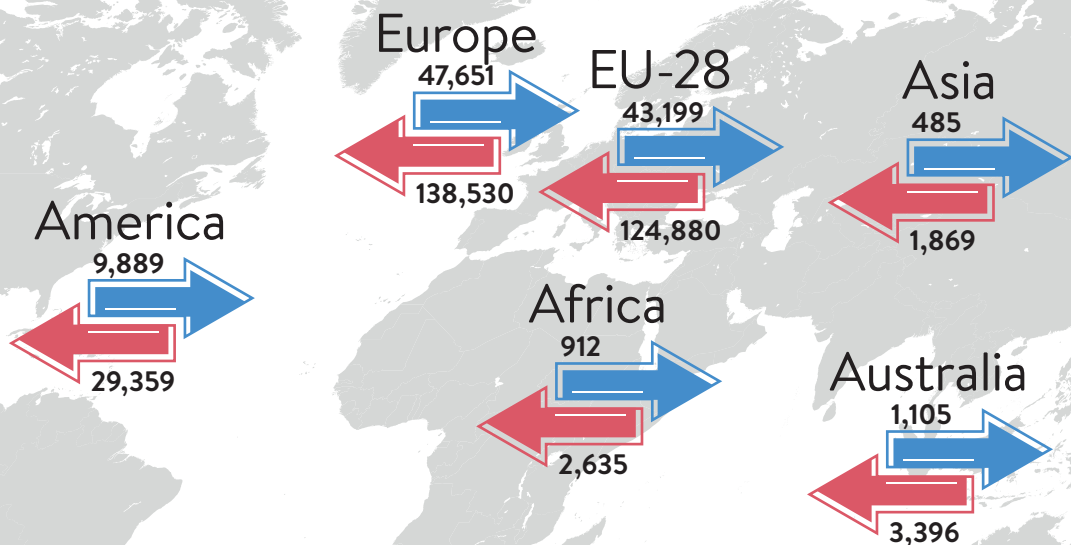 Europe
47,651
138,530
EU-28
43,199
124,880
Asia
485
1,869
America
9,889
29,359
Africa
912
2,635
Australia
1,105
3,396